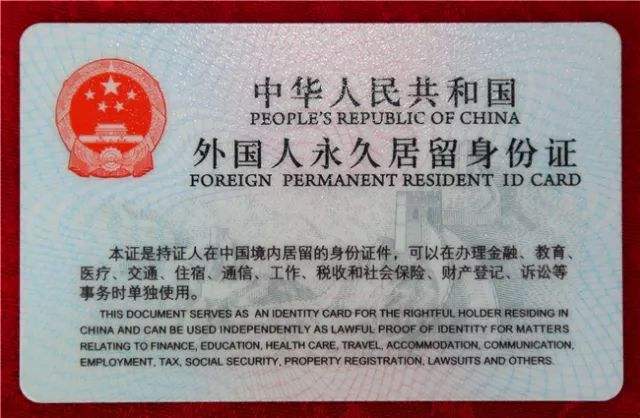 中华人民共和国
PEOPLE'S REPUBLIC OF CHINA
外国人永久居留身份证
FOREIGN PERMANENT RESIDENT ID CARD
本证是持证人在中国境内居留的身份证件，可以在办理金融、教育、
医疗、交通、住宿、通信、工作、税收和社会保险、财产登记、诉讼等
事务时单独使用。
THIS DOCUMENT SERVES AS AN IDENTITY CARD FOR THE RIGHTFUL HOLDER RESIDING IN
CHINA AND CAN BE USED INDEPENDENTLY AS LAWFUL PROOF OF IDENTITY FOR MATTERS
RELATING TO FINANCE, EDUCATION, HEALTH CARE, TRAVEL, ACCOMMODATION, COMMUNICATION,
EMPLOYMENT, TAX, SOCIAL SECURITY, PROPERTY REGISTRATION, LAWSUITS AND OTHERS.